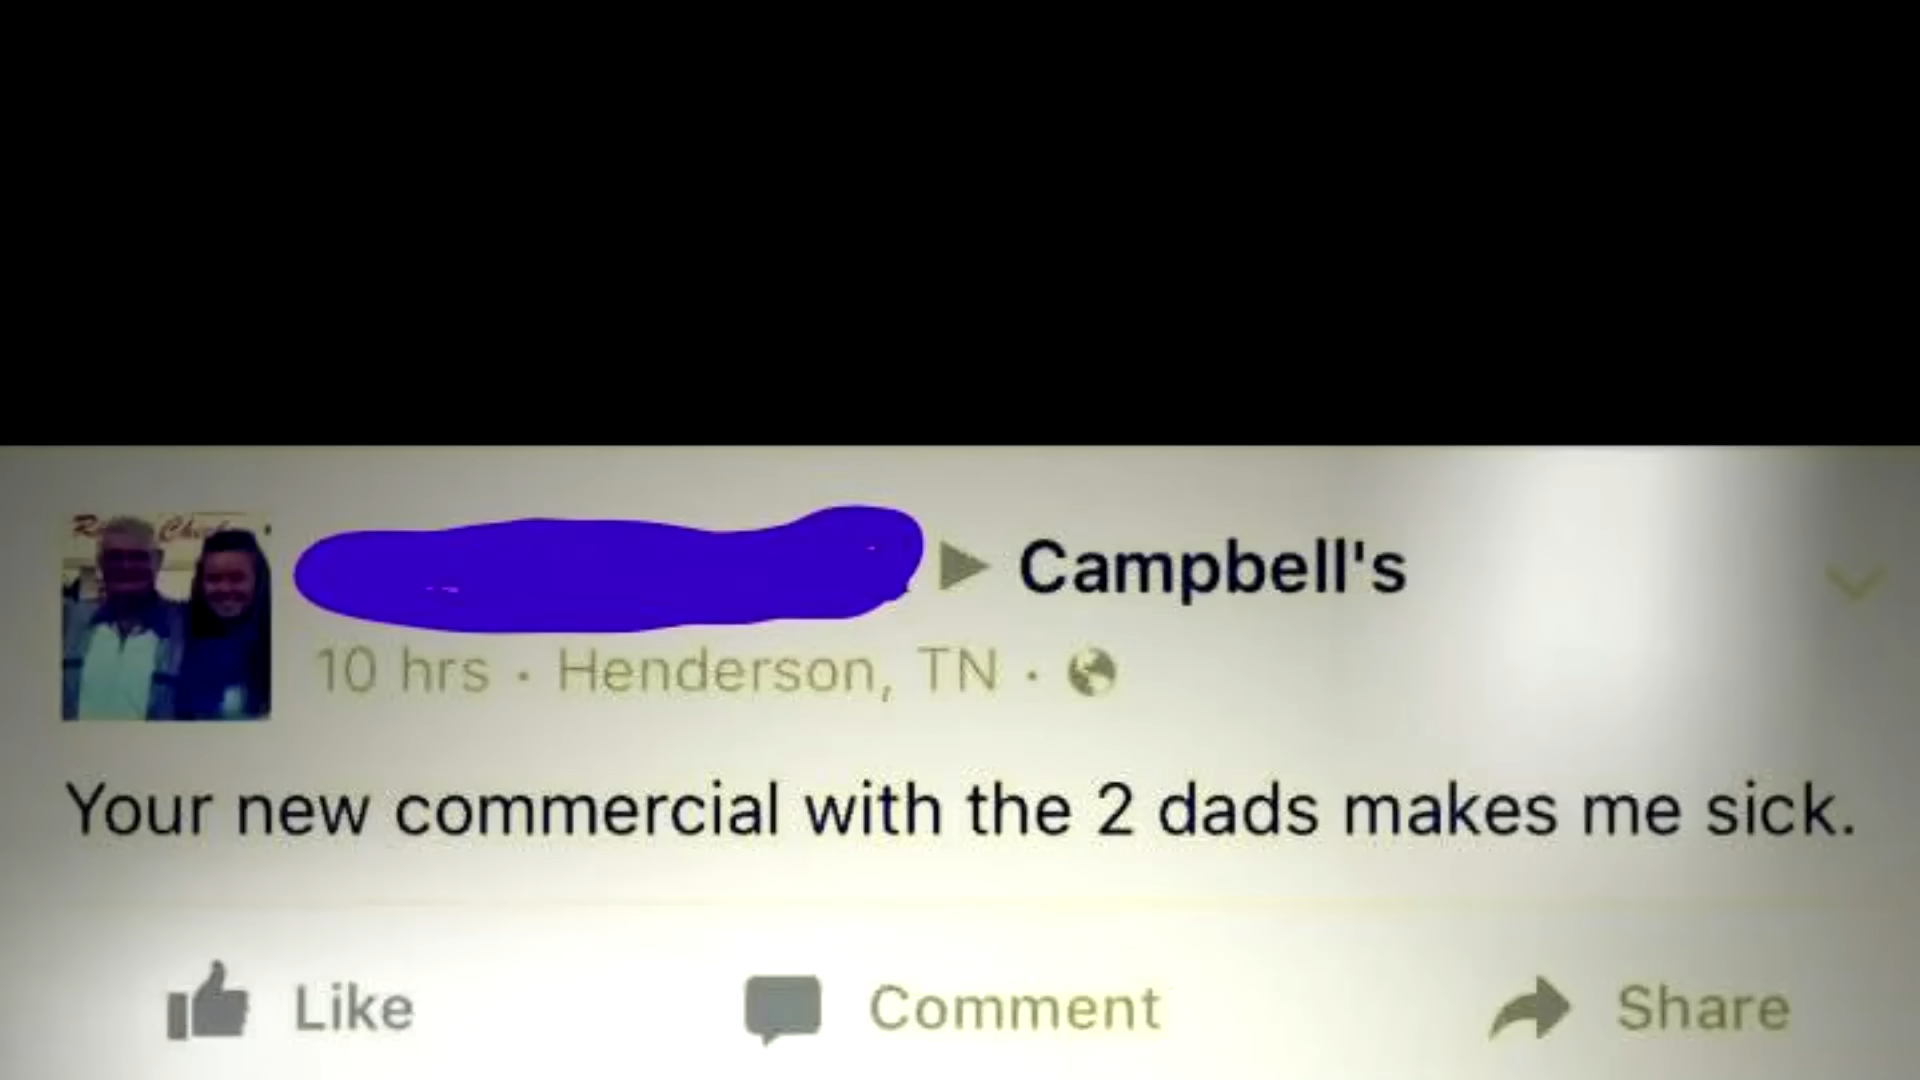 Campbell's
10 hrs · Henderson, TN ·
Your new commercial with the 2 dads makes me sick.
Like
Comment
Share